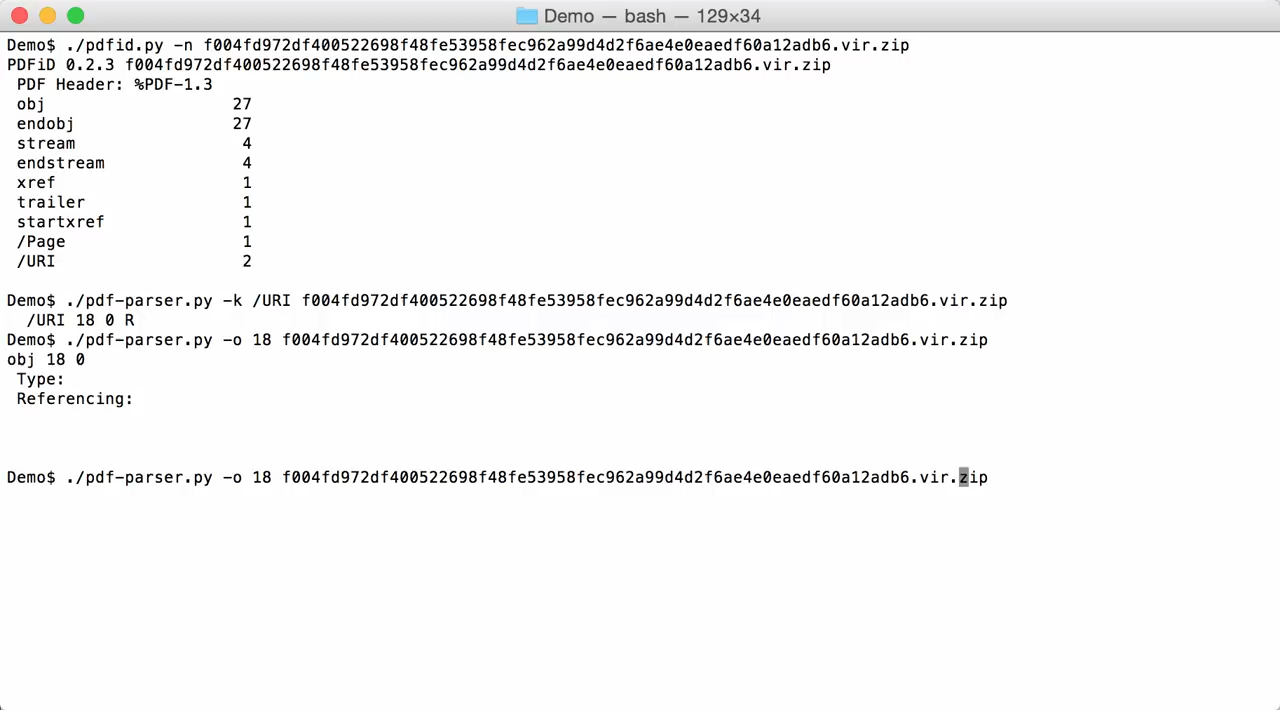 Demo — bash — 129×34
Demo$ ./pdfid.py -n f004fd972df400522698f48fe53958fec962a99d4d2f6ae4e0eaedf60a12adb6.vir.zip
PDFiD 0.2.3 f004fd972df400522698f48fe53958fec962a99d4d2f6ae4e0eaedf60a12adb6.vir.zip
PDF Header: %PDF-1.3
obj 27
endobj 27
stream 4
endstream 4
xref 1
trailer 1
startxref 1
/Page 1
/URI 2
Demo$ ./pdf-parser.py -k /URI f004fd972df400522698f48fe53958fec962a99d4d2f6ae4e0eaedf60a12adb6.vir.zip
/URI 18 0 R
Demo$ ./pdf-parser.py -o 18 f004fd972df400522698f48fe53958fec962a99d4d2f6ae4e0eaedf60a12adb6.vir.zip
obj 18 0
Type:
Referencing:
Demo$ ./pdf-parser.py -o 18 f004fd972df400522698f48fe53958fec962a99d4d2f6ae4e0eaedf60a12adb6.vir.zip